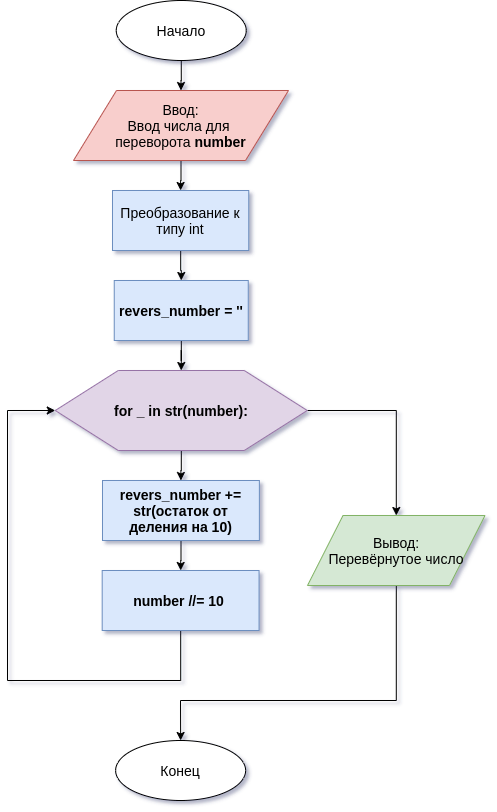 Начало
Ввод:
Ввод числа для
переворота number
Преобразование к
типу int
revers_number = ''
for _ in str(number):
revers_number +=
str(остаток от
деления на 10)
number //= 10
Вывод:
Перевёрнутое число
Конец